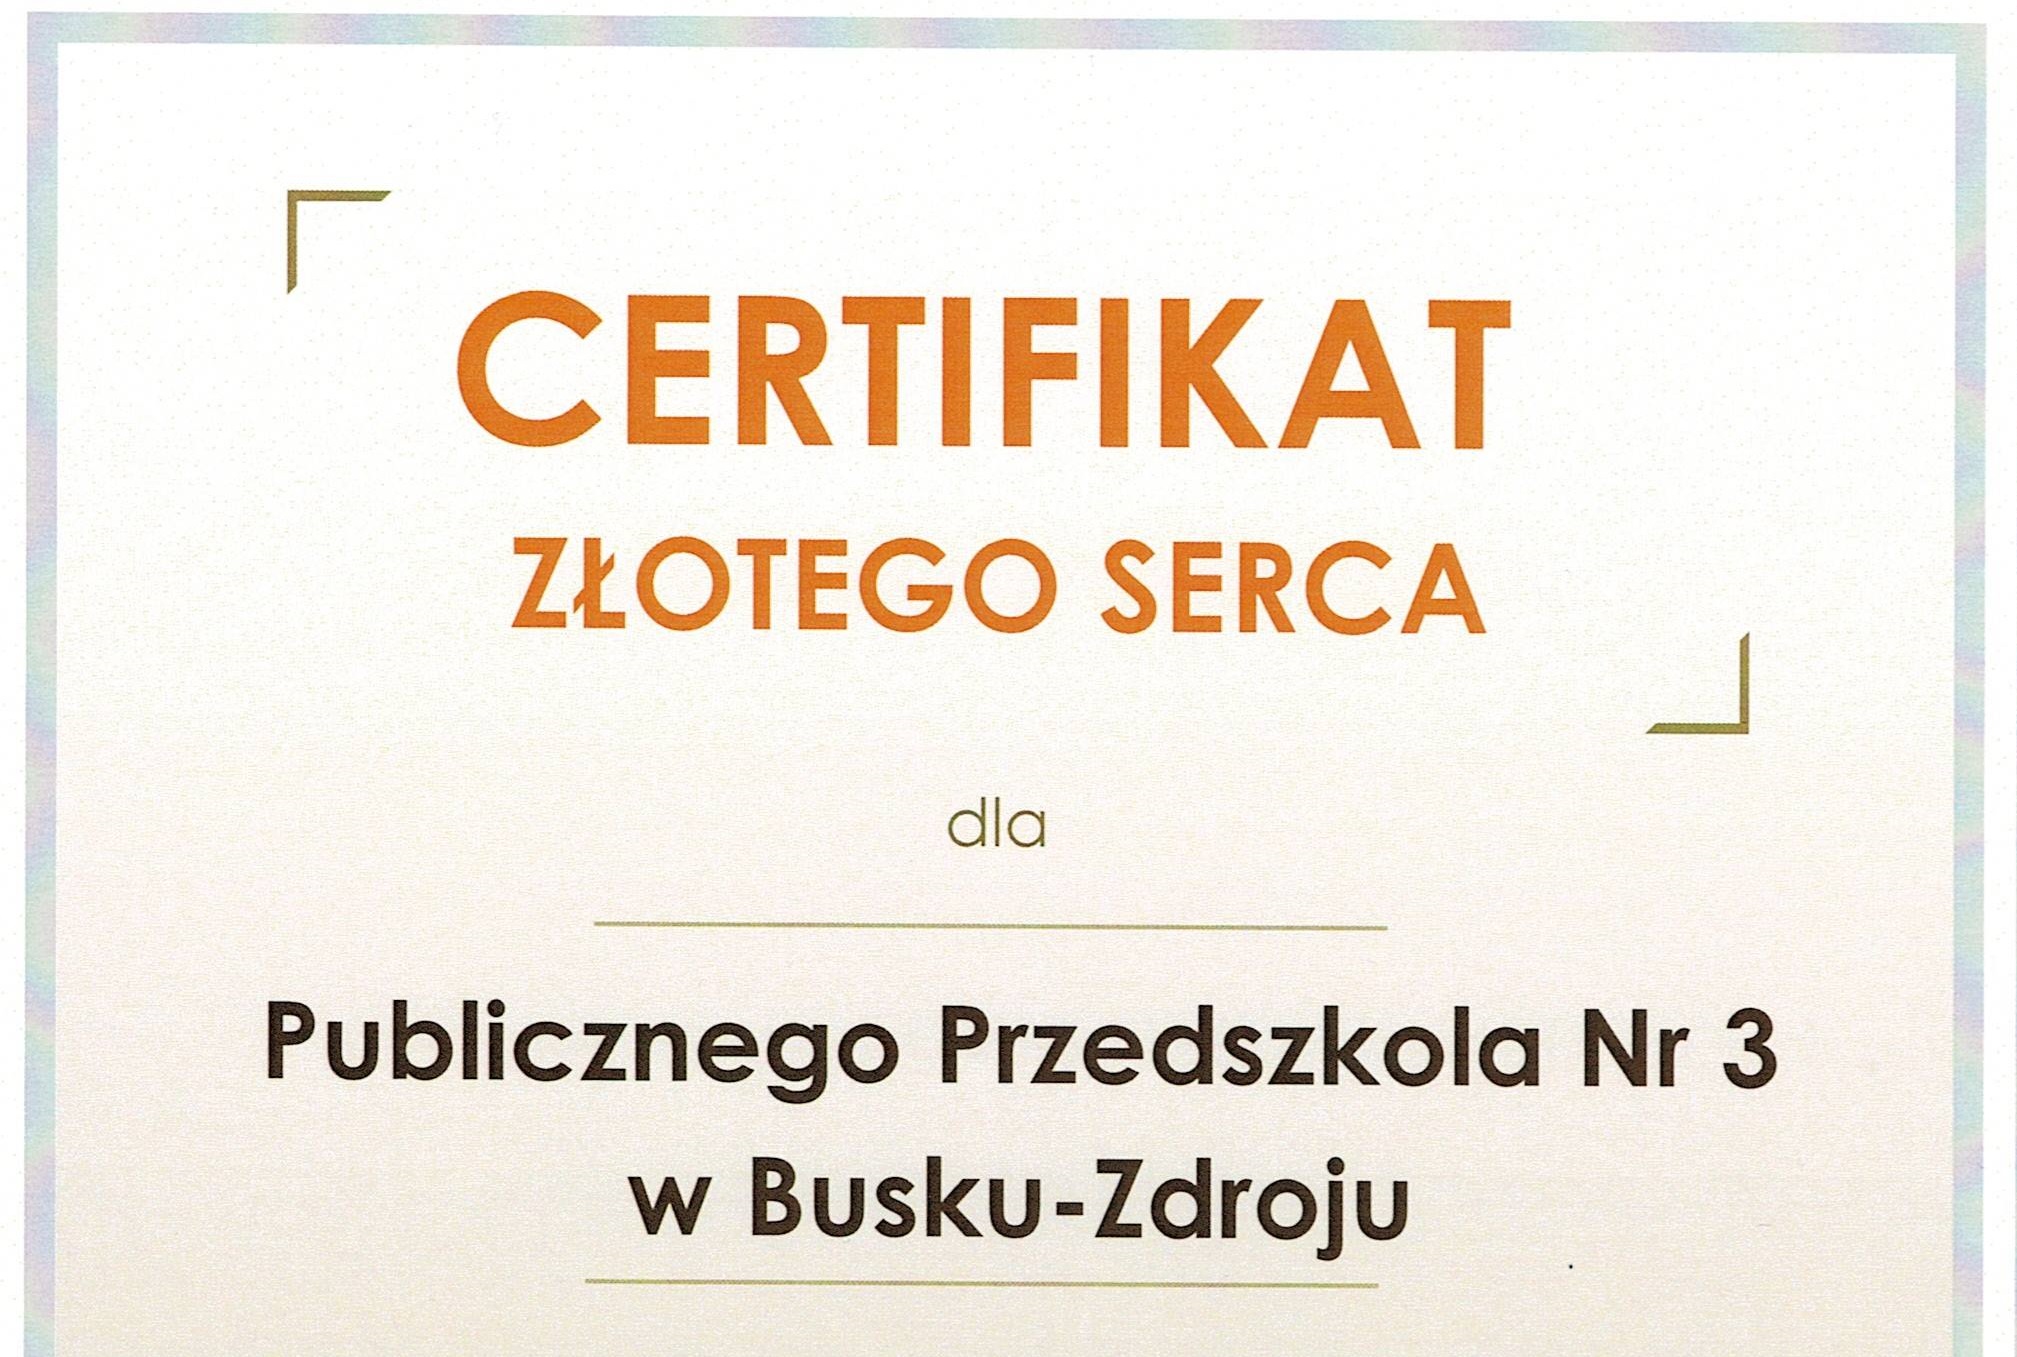 CERTIFIKAT
ZŁOTEGO SERCA
dla
Publicznego Przedszkola Nr 3
w Busku-Zdroju